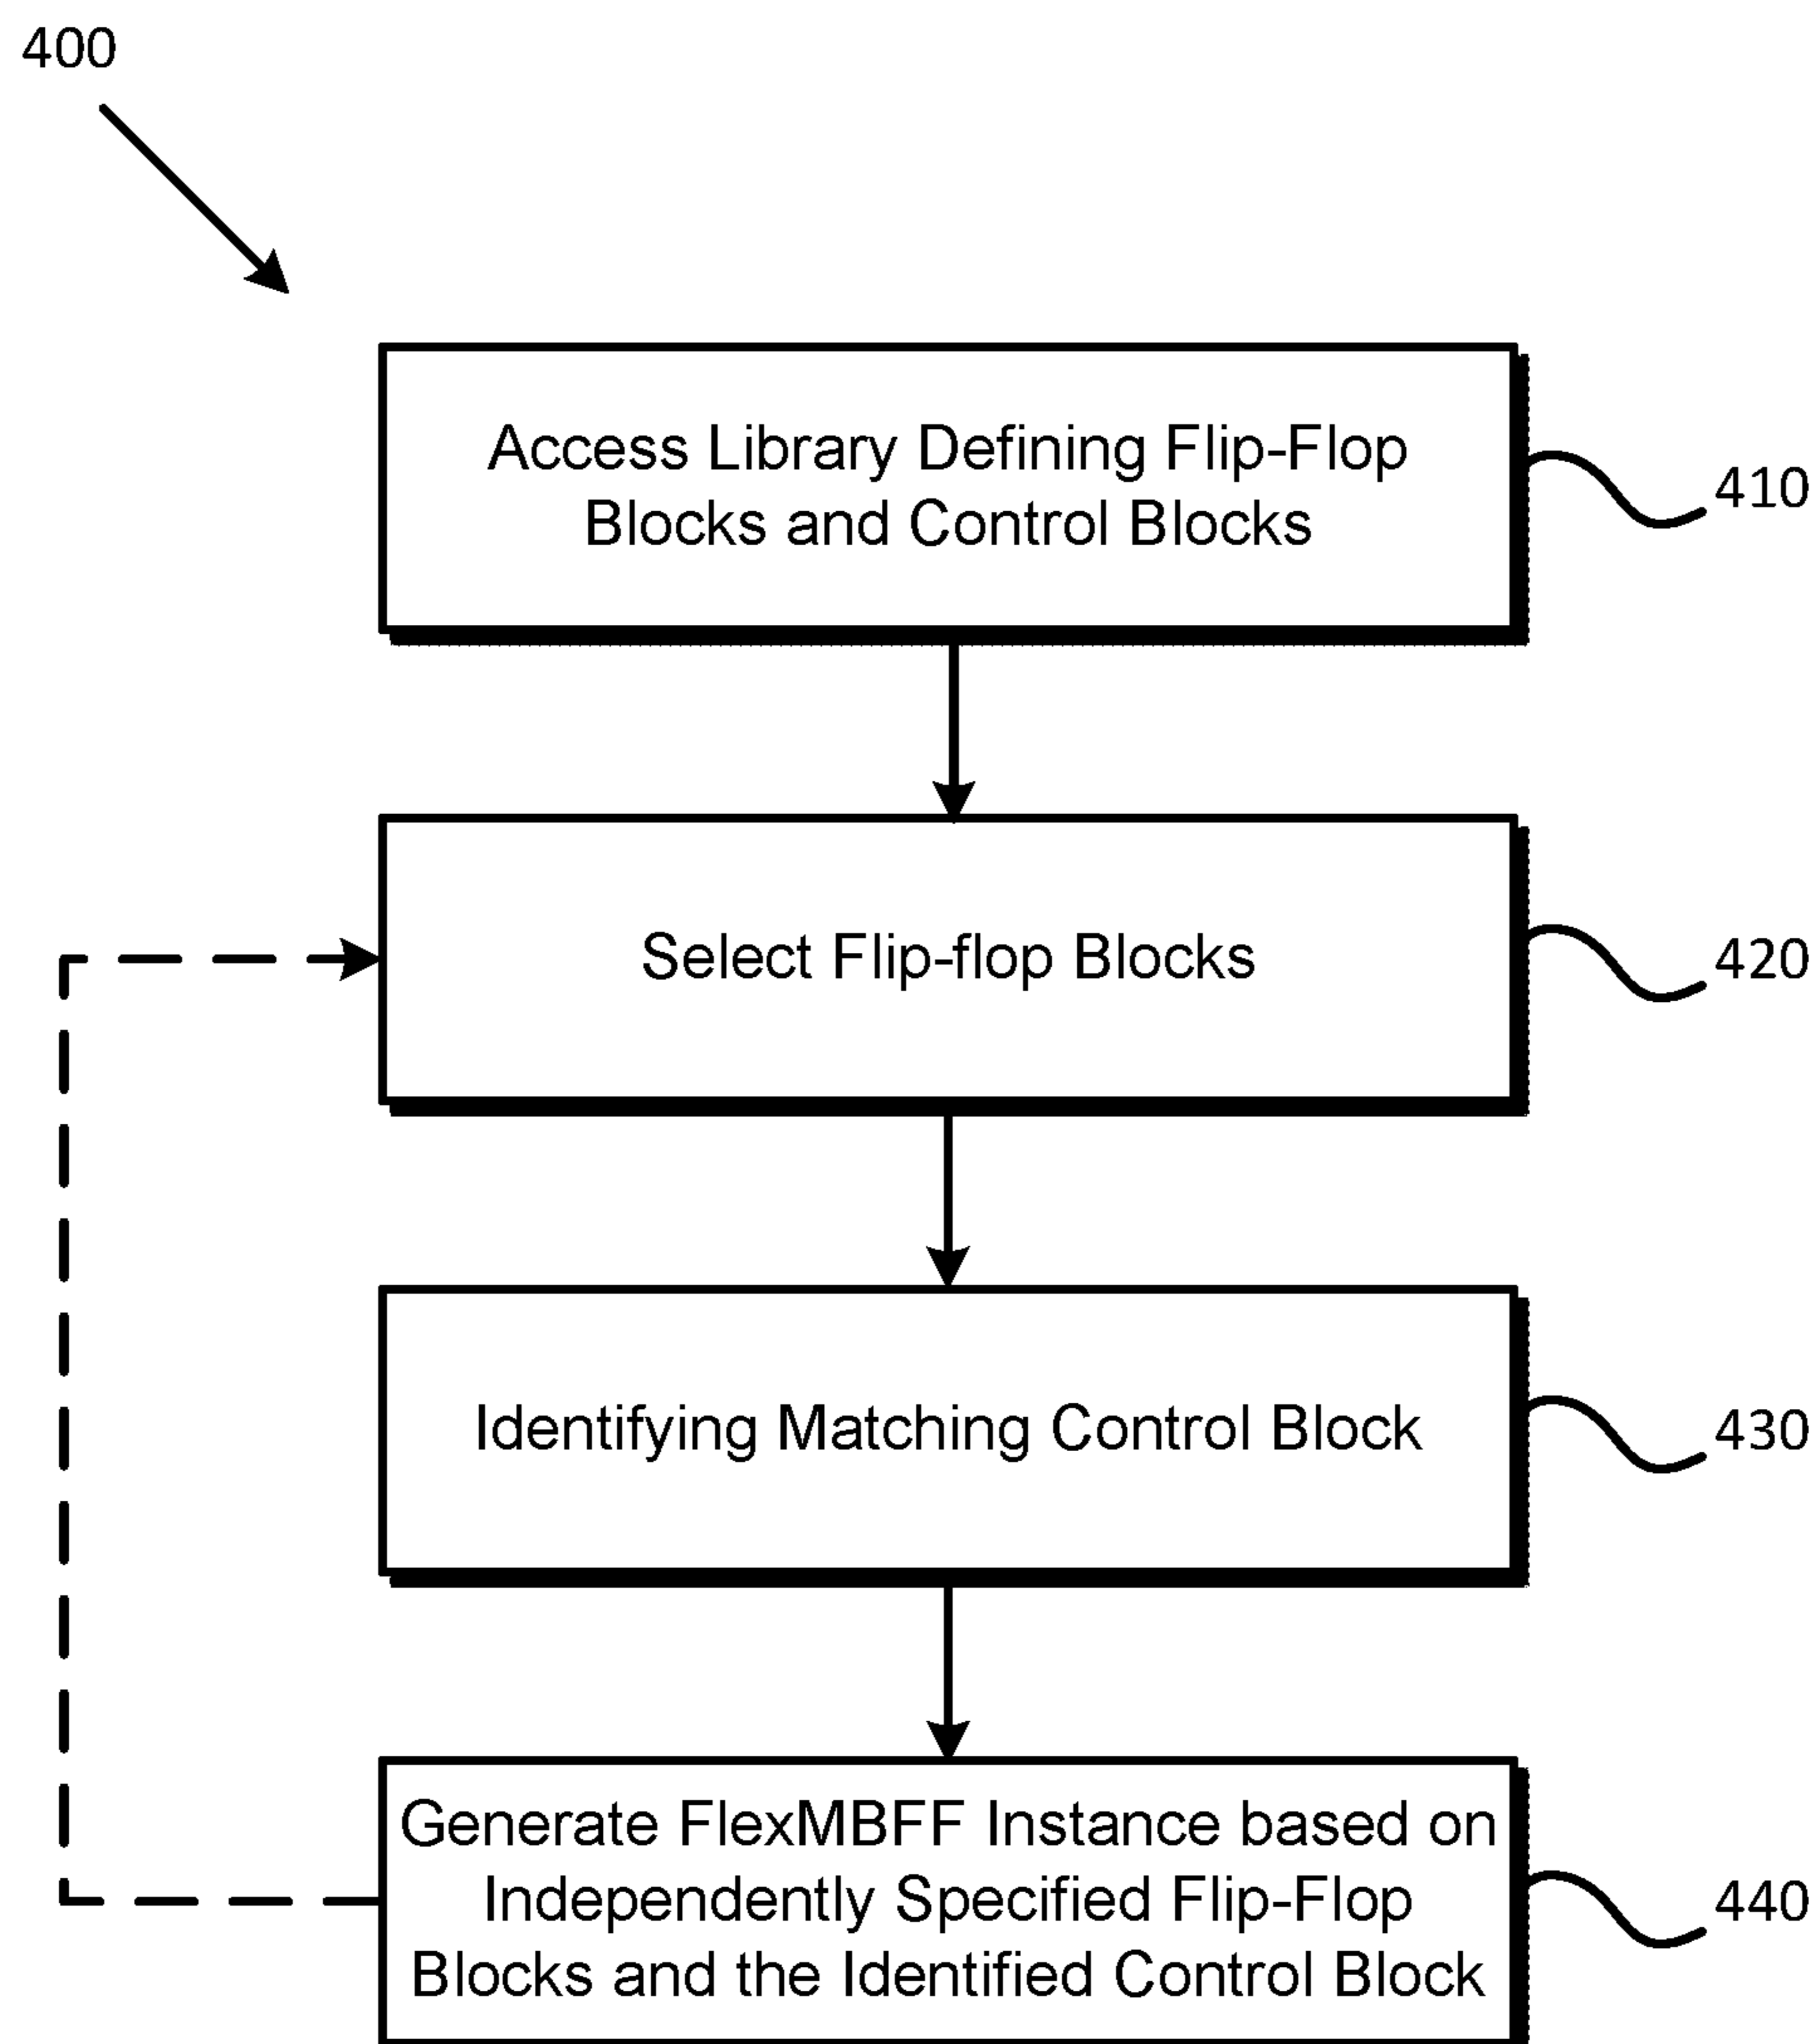 400
Access Library Defining Flip-Flop
Blocks and Control Blocks
410
Select Flip-flop Blocks
420
Identifying Matching Control Block
430
Generate FlexMBFF Instance based on
Independently Specified Flip-Flop
Blocks and the Identified Control Block
440